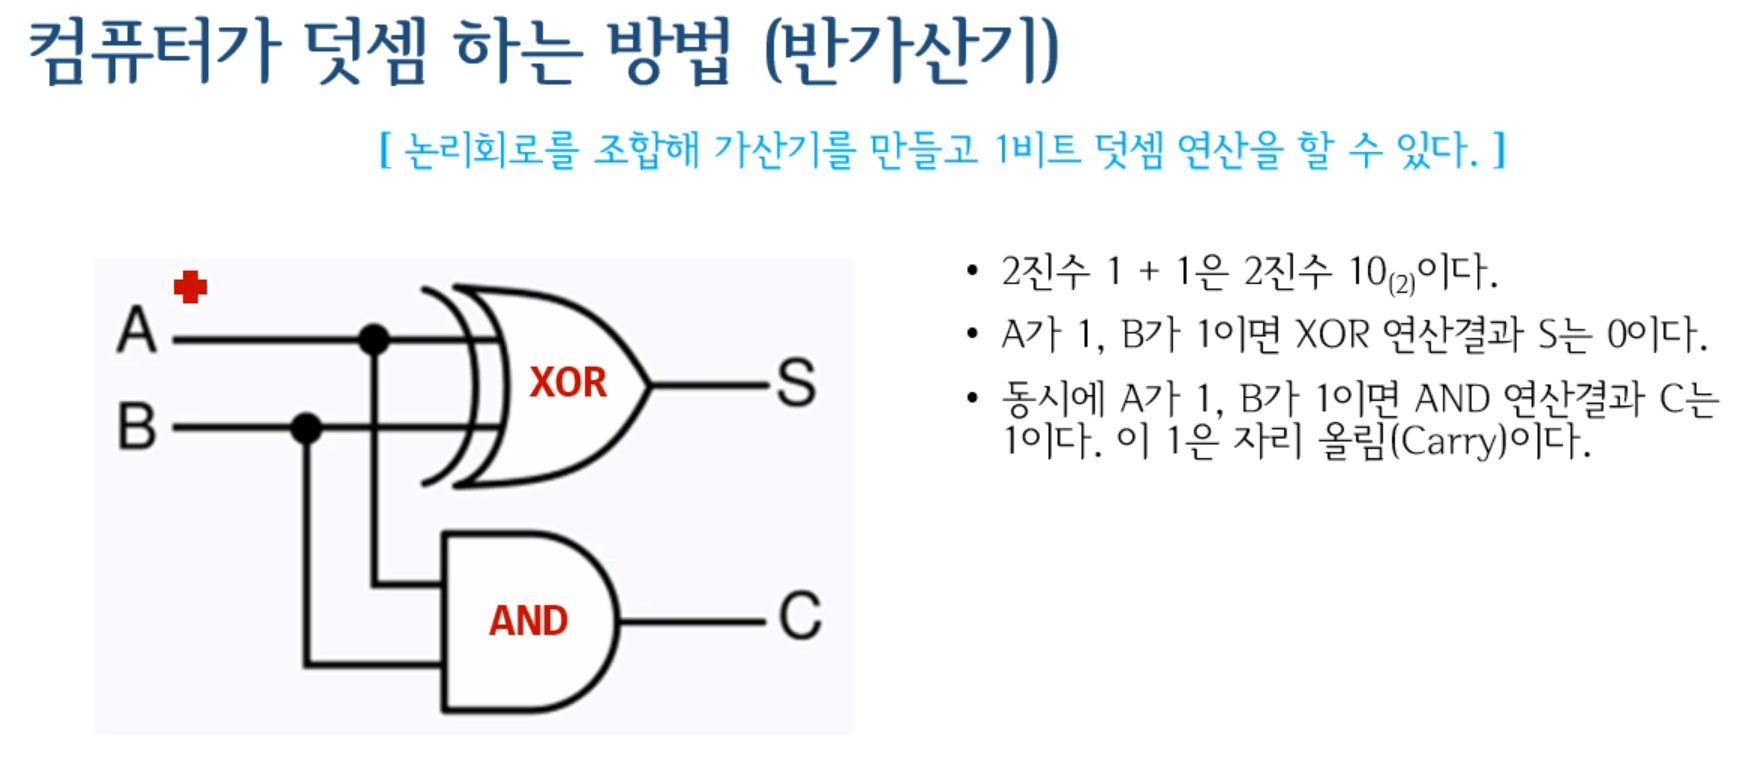 컴퓨터가 덧셈 하는 방법 (반가산기)
[ 논리회로를 조합해 가산기를 만들고 1비트 덧셈 연산을 할 수 있다. ]
A
B
XOR
S
AND
C
• 2진수 1 + 1은 2진수 10(2)이다.
• A가 1, B가 1이면 XOR 연산결과 S는 0이다.
• 동시에 A가 1, B가 1이면 AND 연산결과 C는
1이다. 이 1은 자리 올림(Carry)이다.